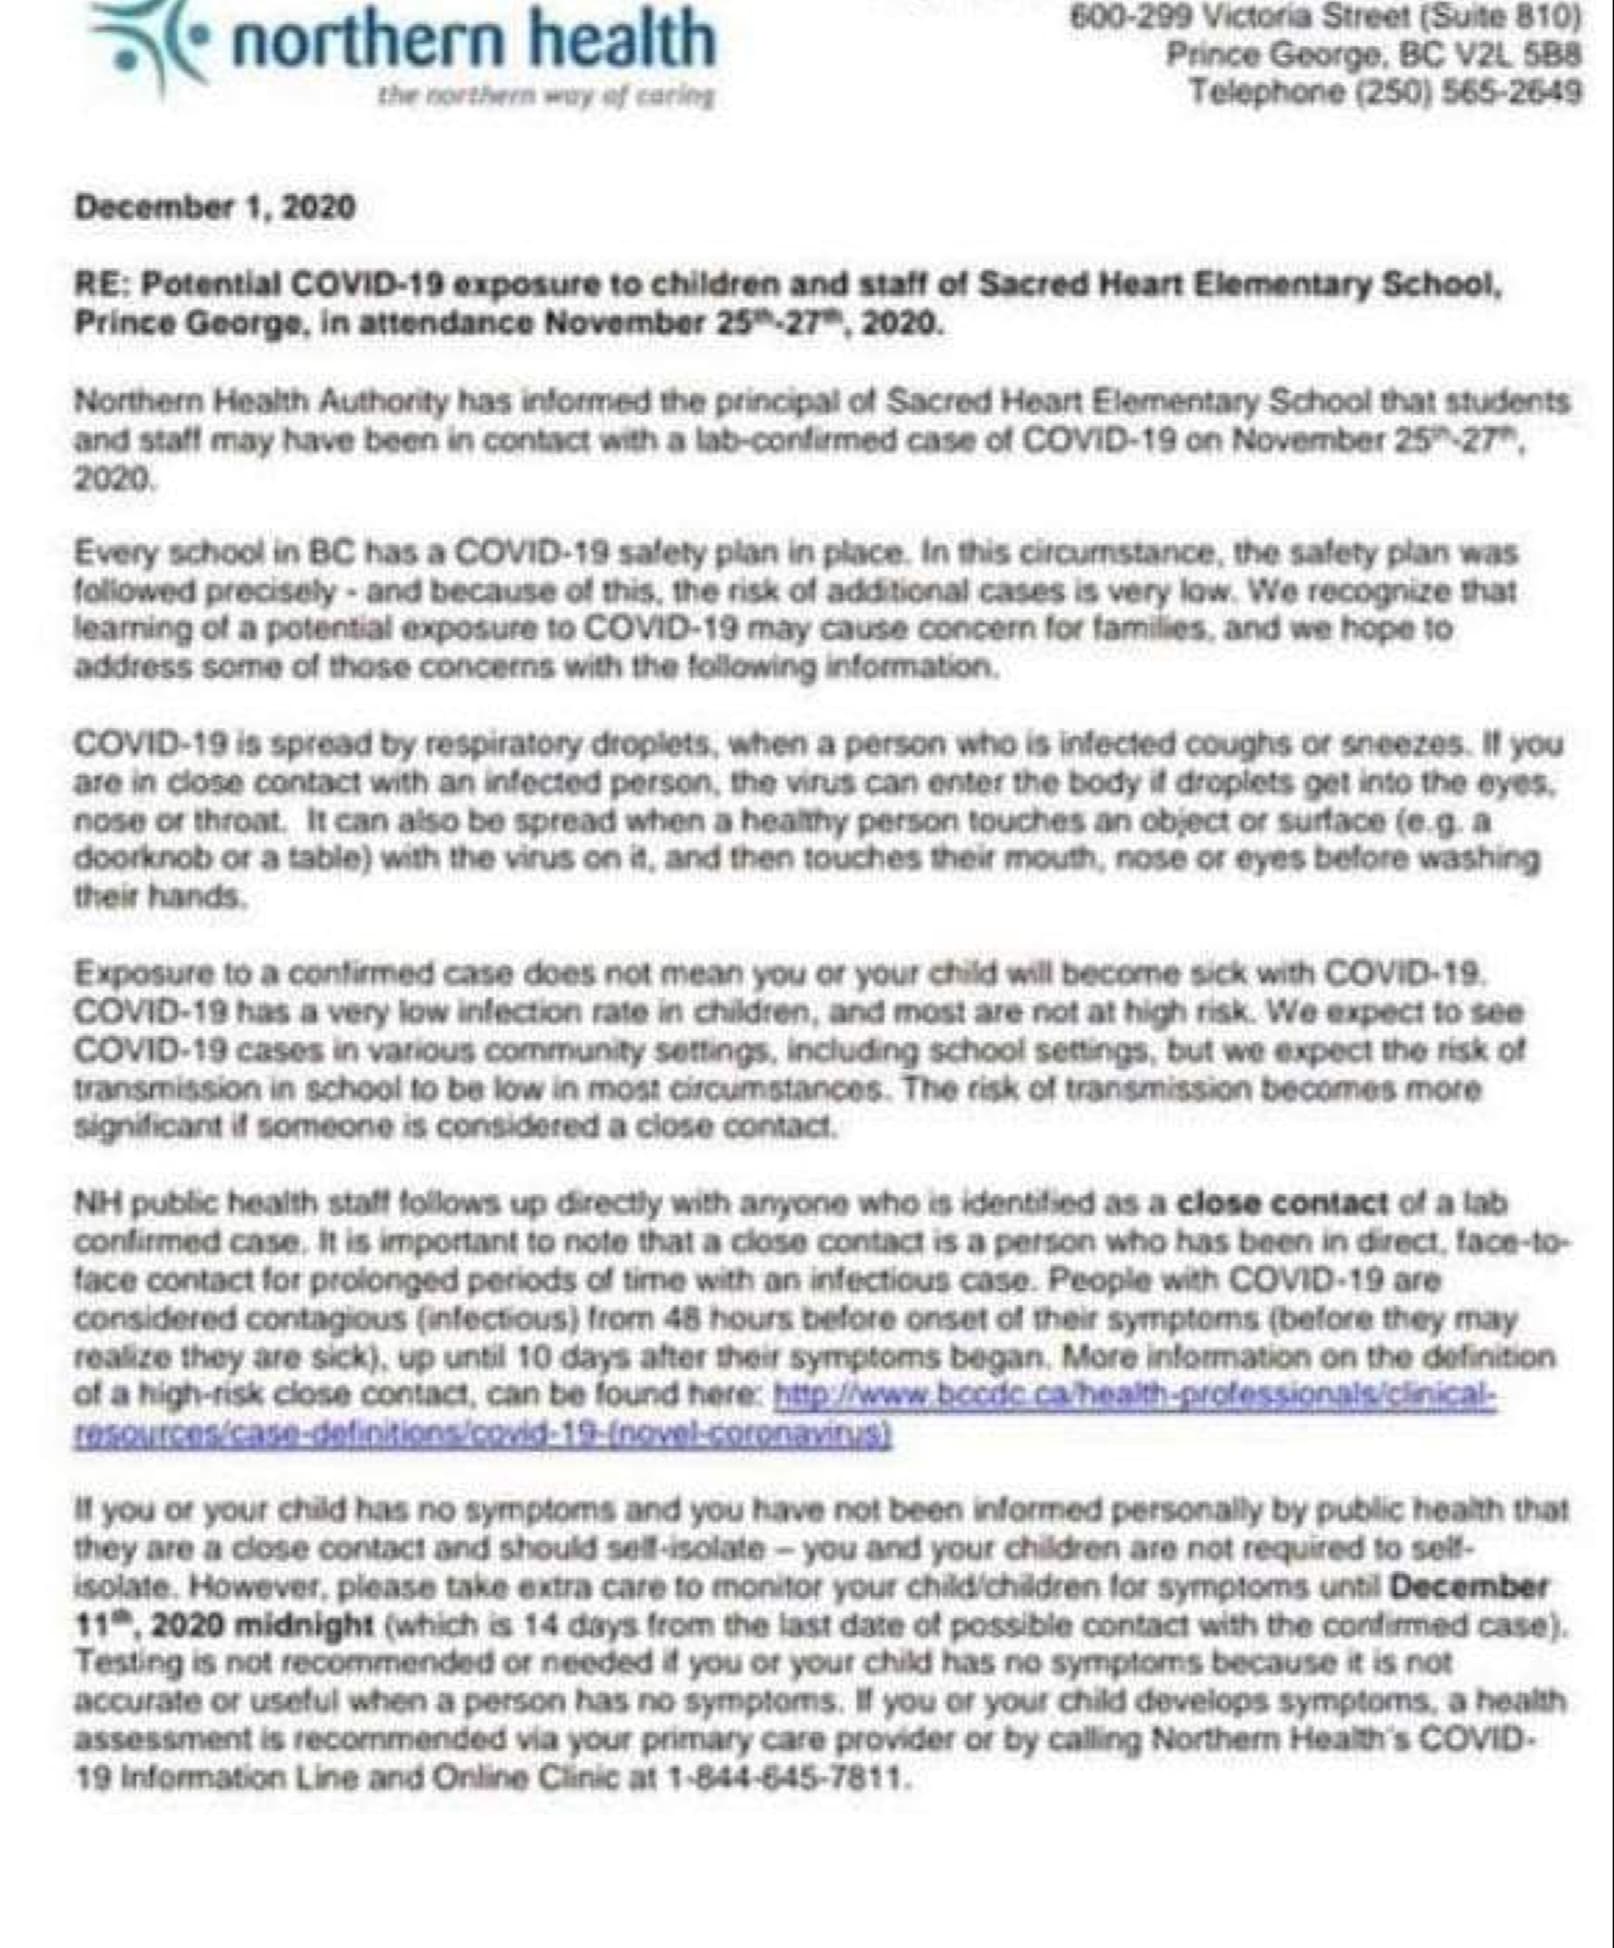 northern health
the northern way of caring
600-299 Victoria Street (Suite 810)
Prince George, BC V2L 5B8
Telephone (250) 565-2649
December 1, 2020
RE: Potential COVID-19 exposure to children and staff of Sacred Heart Elementary School,
Prince George, in attendance November 25th-27th, 2020.
Northern Health Authority has informed the principal of Sacred Heart Elementary School that students
and staff may have been in contact with a lab-confirmed case of COVID-19 on November 25th-27th,
2020.
Every school in BC has a COVID-19 safety plan in place. In this circumstance, the safety plan was
followed precisely - and because of this, the risk of additional cases is very low. We recognize that
learning of a potential exposure to COVID-19 may cause concern for families, and we hope to
address some of those concerns with the following information.
COVID-19 is spread by respiratory droplets, when a person who is infected coughs or sneezes. If you
are in close contact with an infected person, the virus can enter the body if droplets get into the eyes,
nose or throat. It can also be spread when a healthy person touches an object or surface (e.g. a
doorknob or a table) with the virus on it, and then touches their mouth, nose or eyes before washing
their hands.
Exposure to a confirmed case does not mean you or your child will become sick with COVID-19.
COVID-19 has a very low infection rate in children, and most are not at high risk. We expect to see
COVID-19 cases in various community settings, including school settings, but we expect the risk of
transmission in school to be low in most circumstances. The risk of transmission becomes more
significant if someone is considered a close contact.
NH public health staff follows up directly with anyone who is identified as a close contact of a lab
confirmed case. It is important to note that a close contact is a person who has been in direct, face-to-
face contact for prolonged periods of time with an infectious case. People with COVID-19 are
considered contagious (infectious) from 48 hours before onset of their symptoms (before they may
realize they are sick), up until 10 days after their symptoms began. More information on the definition
of a high-risk close contact, can be found here: http://www.bccdc.ca/health-professionals/clinical-
resources/case-definitions/covid-19-(novel-coronavirus)
If you or your child has no symptoms and you have not been informed personally by public health that
they are a close contact and should self-isolate – you and your children are not required to self-
isolate. However, please take extra care to monitor your child/children for symptoms until December
11th, 2020 midnight (which is 14 days from the last date of possible contact with the confirmed case).
Testing is not recommended or needed if you or your child has no symptoms because it is not
accurate or useful when a person has no symptoms. If you or your child develops symptoms, a health
assessment is recommended via your primary care provider or by calling Northern Health's COVID-
19 Information Line and Online Clinic at 1-844-645-7811.